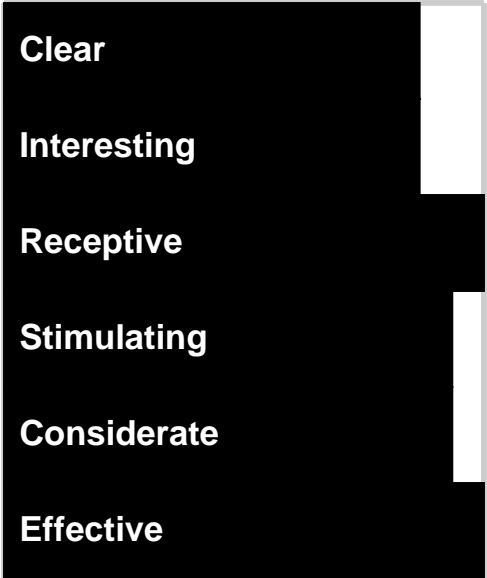 Clear
Interesting
Receptive
Stimulating
Considerate
Effective